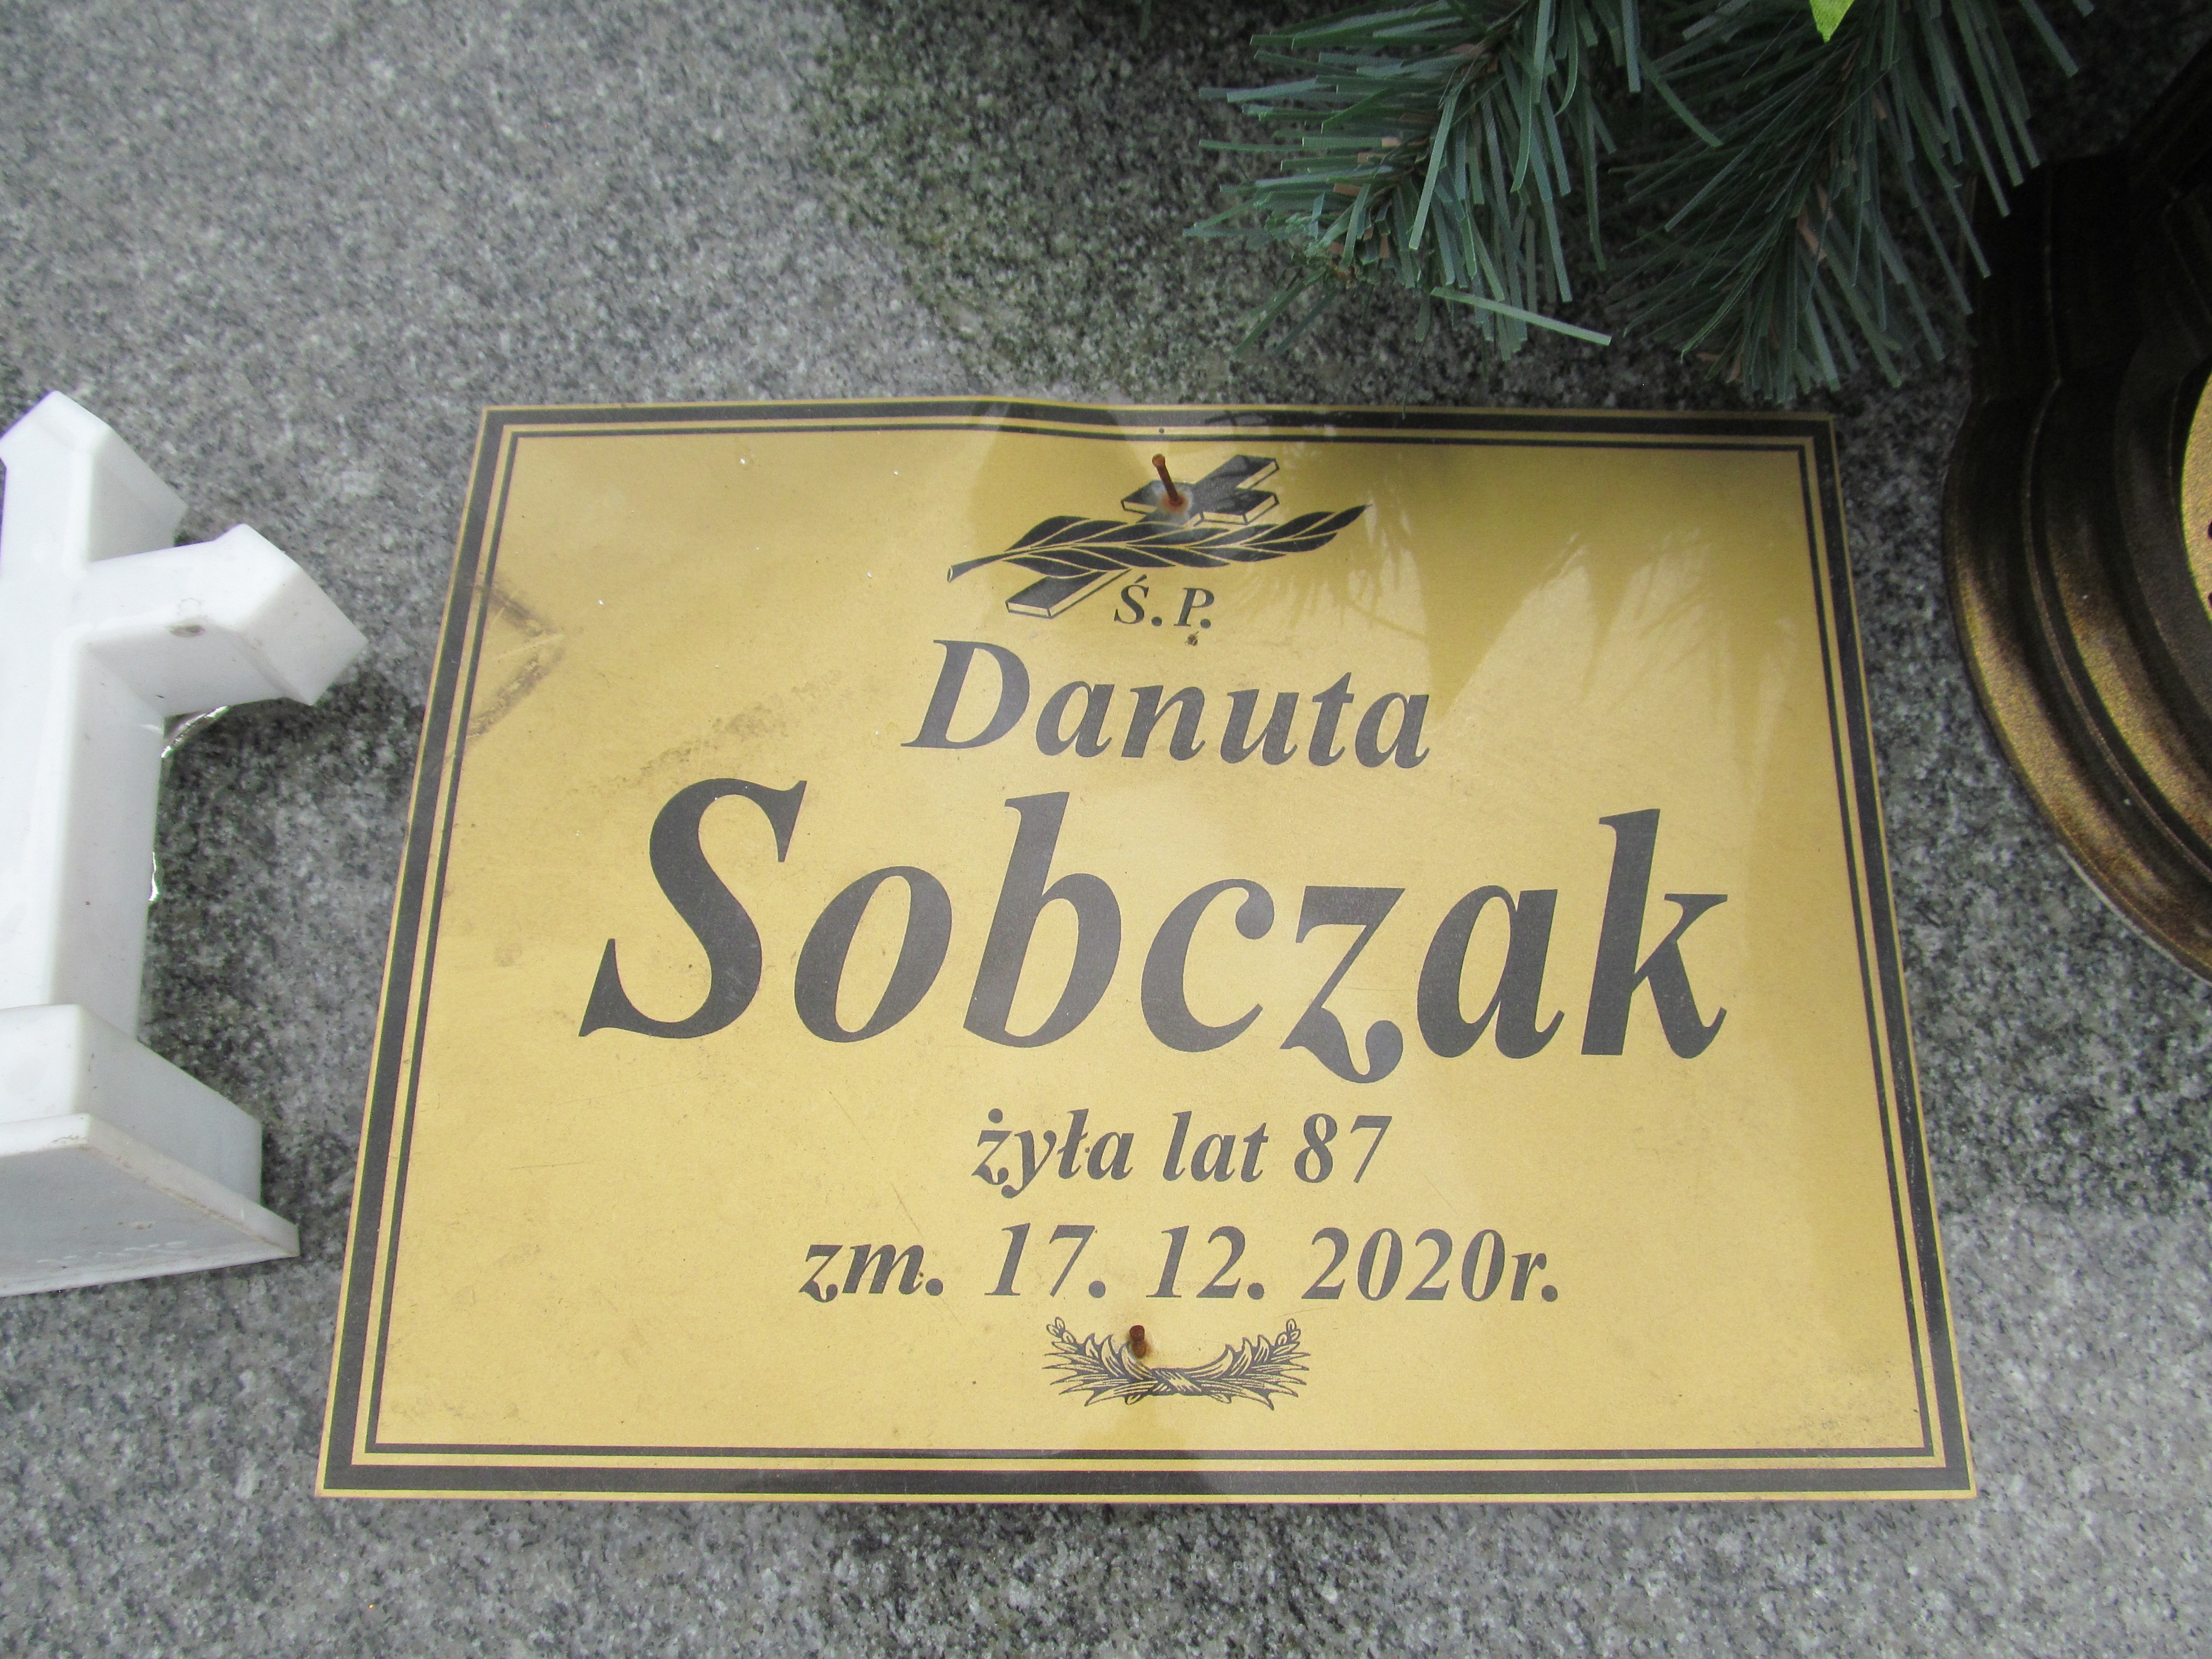 Ś.P.
Danuta
Sobczak
żyła lat 87
zm. 17. 12. 2020r.